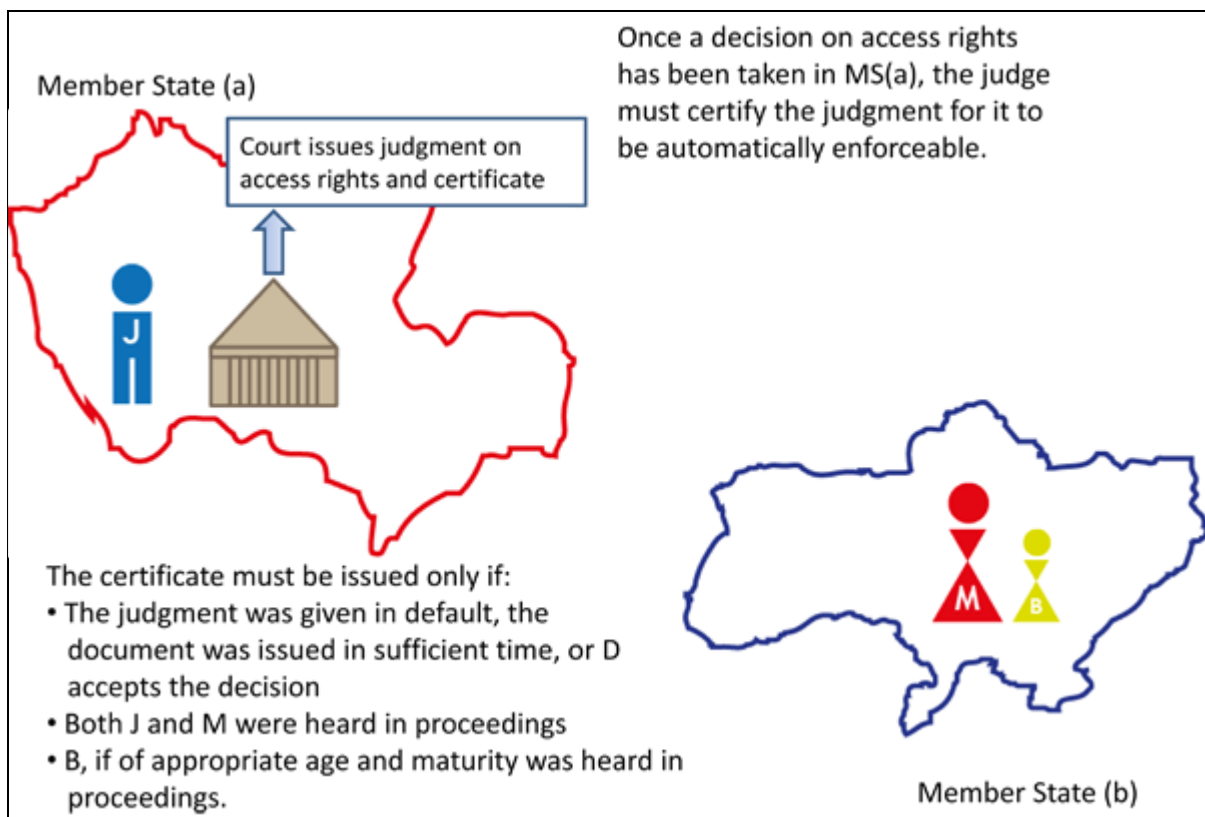 Once a decision on access rights
has been taken in MS(a), the judge
must certify the judgment for it to
be automatically enforceable.
Member State (a)
Court issues judgment on
access rights and certificate
J
M
B
The certificate must be issued only if:
• The judgment was given in default, the
document was issued in sufficient time, or D
accepts the decision
• Both J and M were heard in proceedings
• B, if of appropriate age and maturity was heard in
proceedings.
Member State (b)